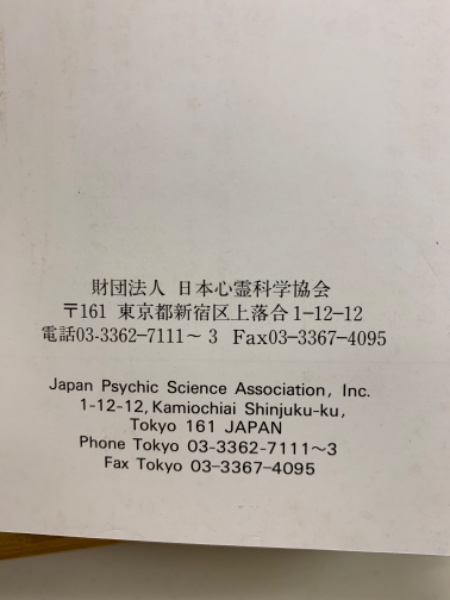 財団法人 日本心霊科学協会
〒161 東京都新宿区上落合1-12-12
電話03-3362-7111～3 Fax03-3367-4095
Japan Psychic Science Association, Inc.
1-12-12, Kamiochiai Shinjuku-ku,
Tokyo 161 JAPAN
Phone Tokyo 03-3362-7111～3
Fax Tokyo 03-3367-4095